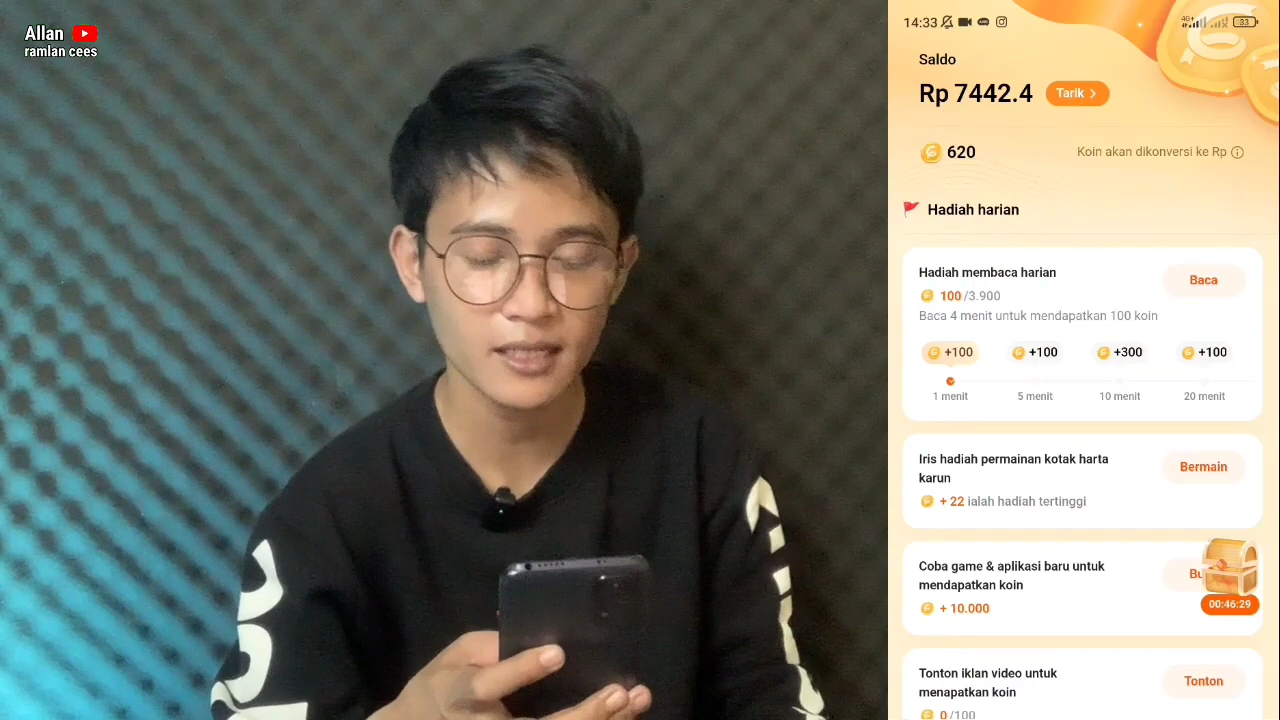 Allan
ramlan cees
14:33
4G+
33
Saldo
Rp 7442.4
Tarik
620
Koin akan dikonversi ke Rp
Hadiah harian
Hadiah membaca harian
100/3.900
Baca 4 menit untuk mendapatkan 100 koin
Baca
+100
+100
+300
+100
1 menit
5 menit
10 menit
20 menit
Iris hadiah permainan kotak harta
karun
+ 22 ialah hadiah tertinggi
Bermain
Coba game & aplikasi baru untuk
mendapatkan koin
+ 10.000
00:46:29
Tonton iklan video untuk
menapatkan koin
0/100
Tonton